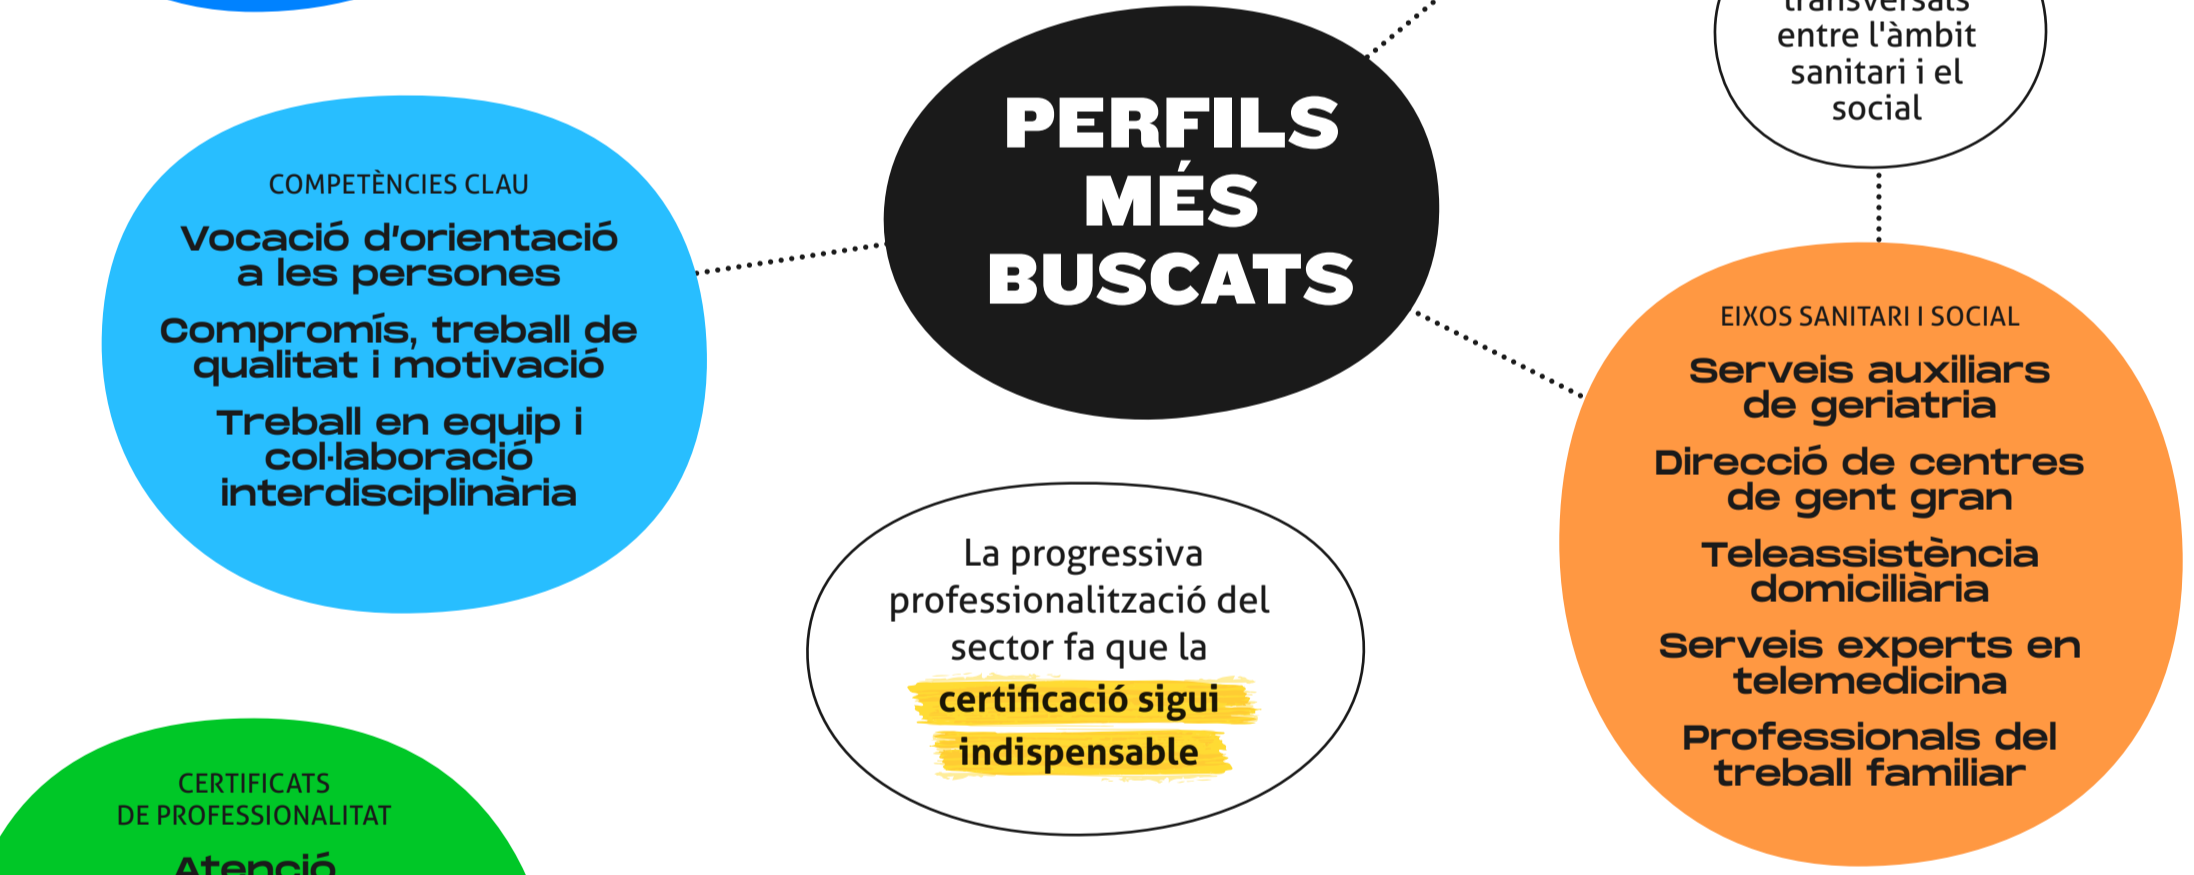 transversals
entre l'àmbit
sanitari i el
social
PERFILS
MÉS
BUSCATS
COMPETÈNCIES CLAU
Vocació d'orientació
a les persones
Compromís, treball de
qualitat i motivació
Treball en equip i
col·laboració
interdisciplinària
EIXOS SANITARI I SOCIAL
Serveis auxiliars
de geriatria
Direcció de centres
de gent gran
Teleassistència
domiciliària
Serveis experts en
telemedicina
Professionals del
treball familiar
La progressiva
professionalització del
sector fa que la
certificació sigui
indispensable
CERTIFICATS
DE PROFESSIONALITAT
Atenció